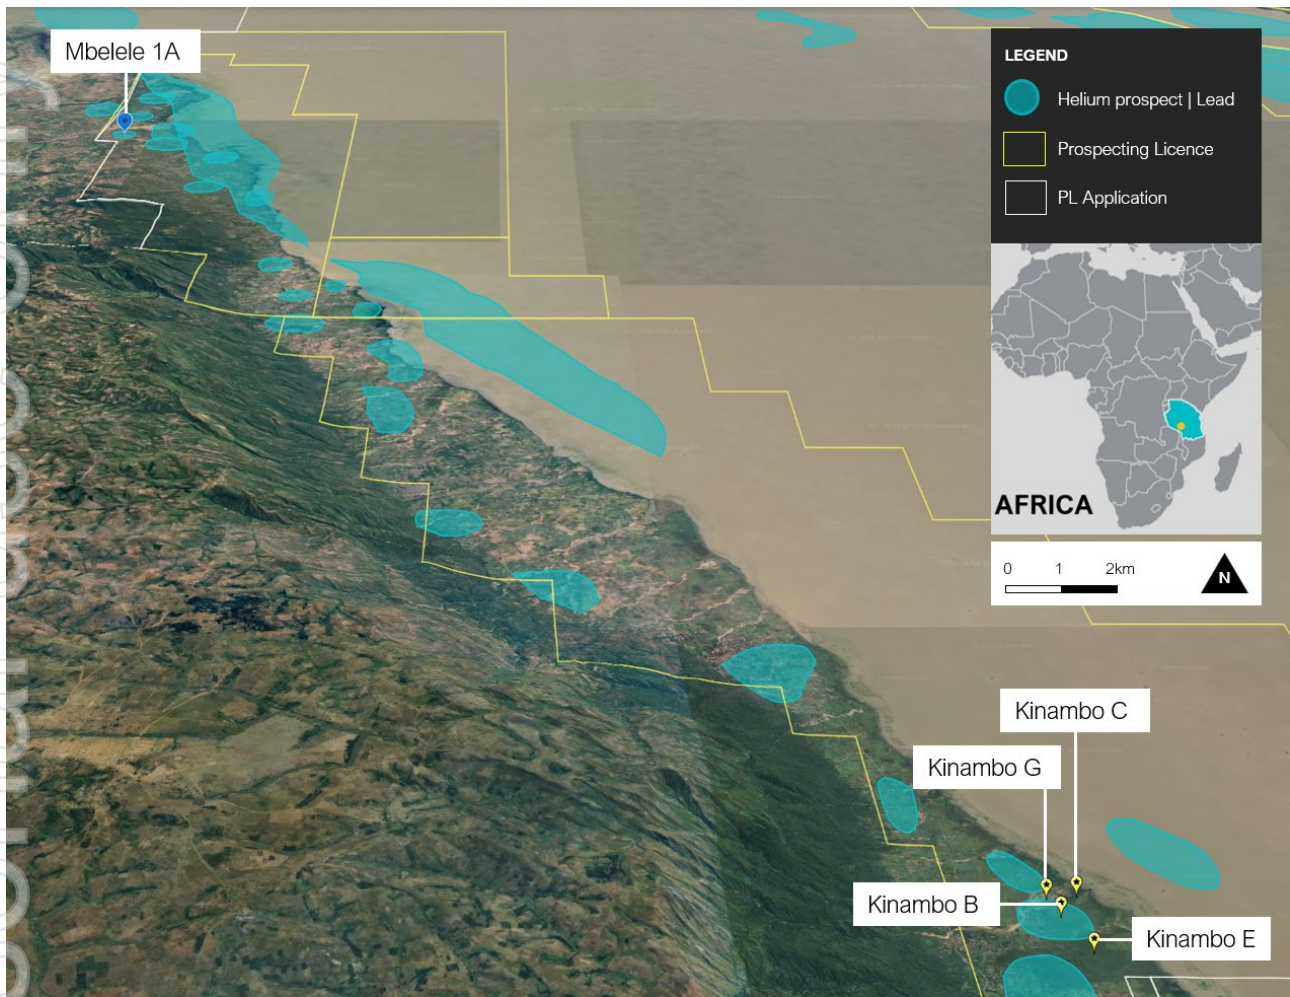 Mbelele 1A
LEGEND
Helium prospect | Lead
Prospecting Licence
PL Application
AFRICA
0 1 2km
N
Kinambo C
Kinambo G
Kinambo B
Kinambo E